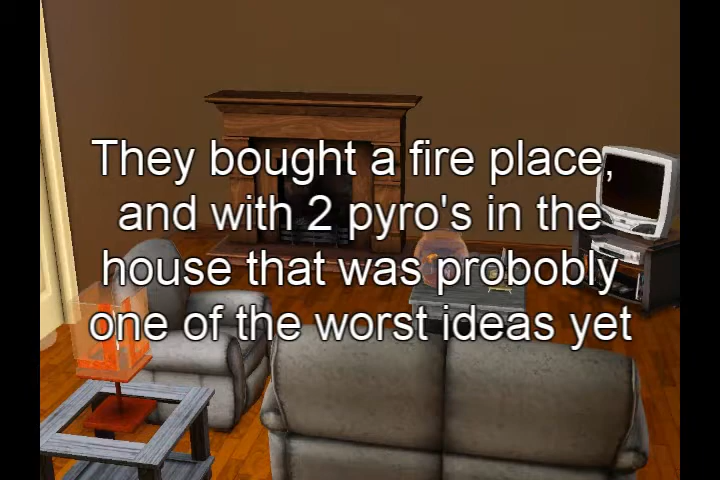 They bought a fire place,
and with 2 pyro's in the
house that was probobly
one of the worst ideas yet